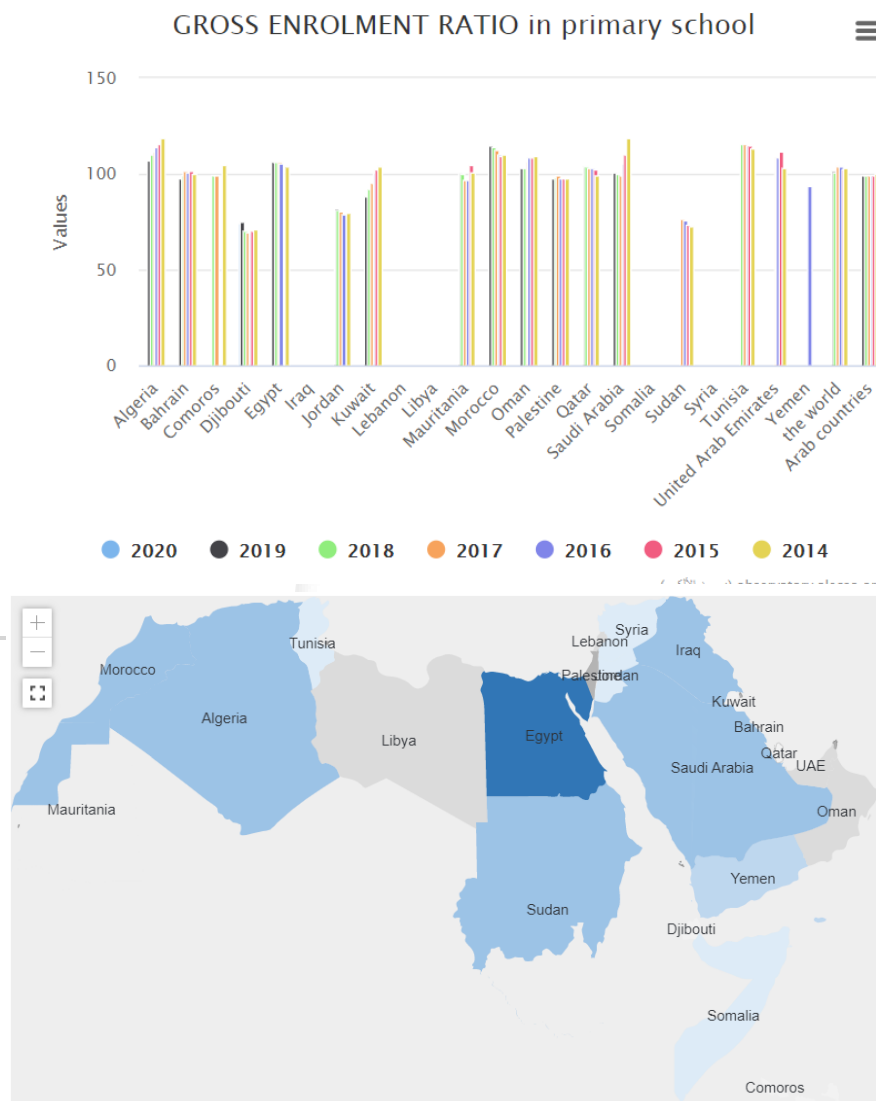 GROSS ENROLMENT RATIO in primary school
150
100
50
0
Values
Algeria
Bahrain
Comoros
Djibouti
Egypt
Iraq
Jordan
Kuwait
Lebanon
Libya
Mauritania
Morocco
Oman
Palestine
Qatar
Saudi Arabia
Somalia
Sudan
Syria
Tunisia
United Arab Emirates
Yemen
the world
Arab countries
2020 2019 2018 2017 2016 2015 2014
Tunisia
Lebanon
Syria
Morocco
Iraq
Palestine
Algeria
Kuwait
Libya
Egypt
Bahrain
Qatar
Saudi Arabia
UAE
Mauritania
Oman
Yemen
Sudan
Djibouti
Somalia
Comoros